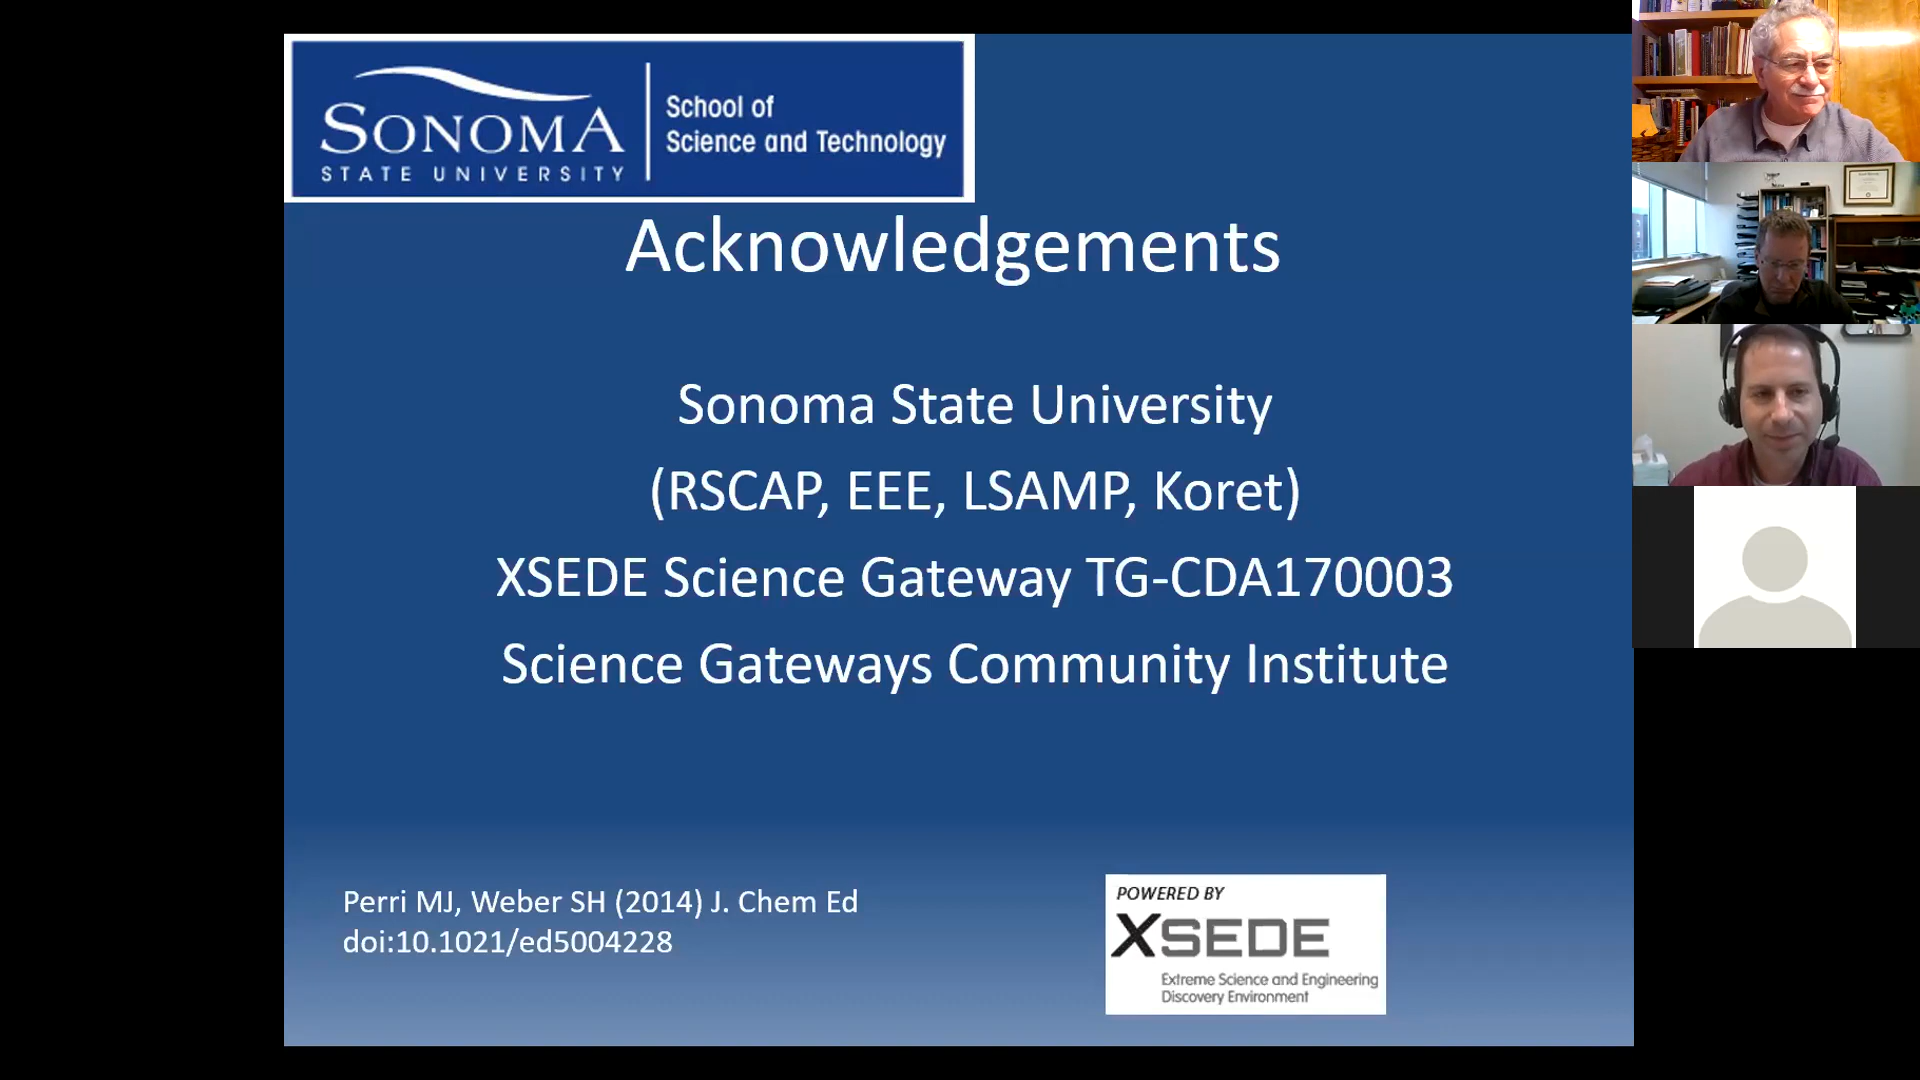 SONOMA
STATE UNIVERSITY
School of
Science and Technology
Acknowledgements
Sonoma State University
(RSCAP, EEE, LSAMP, Koret)
XSEDE Science Gateway TG-CDA170003
Science Gateways Community Institute
Perri MJ, Weber SH (2014) J. Chem Ed
doi:10.1021/ed5004228
POWERED BY
XSEDE
Extreme Science and Engineering
Discovery Environment